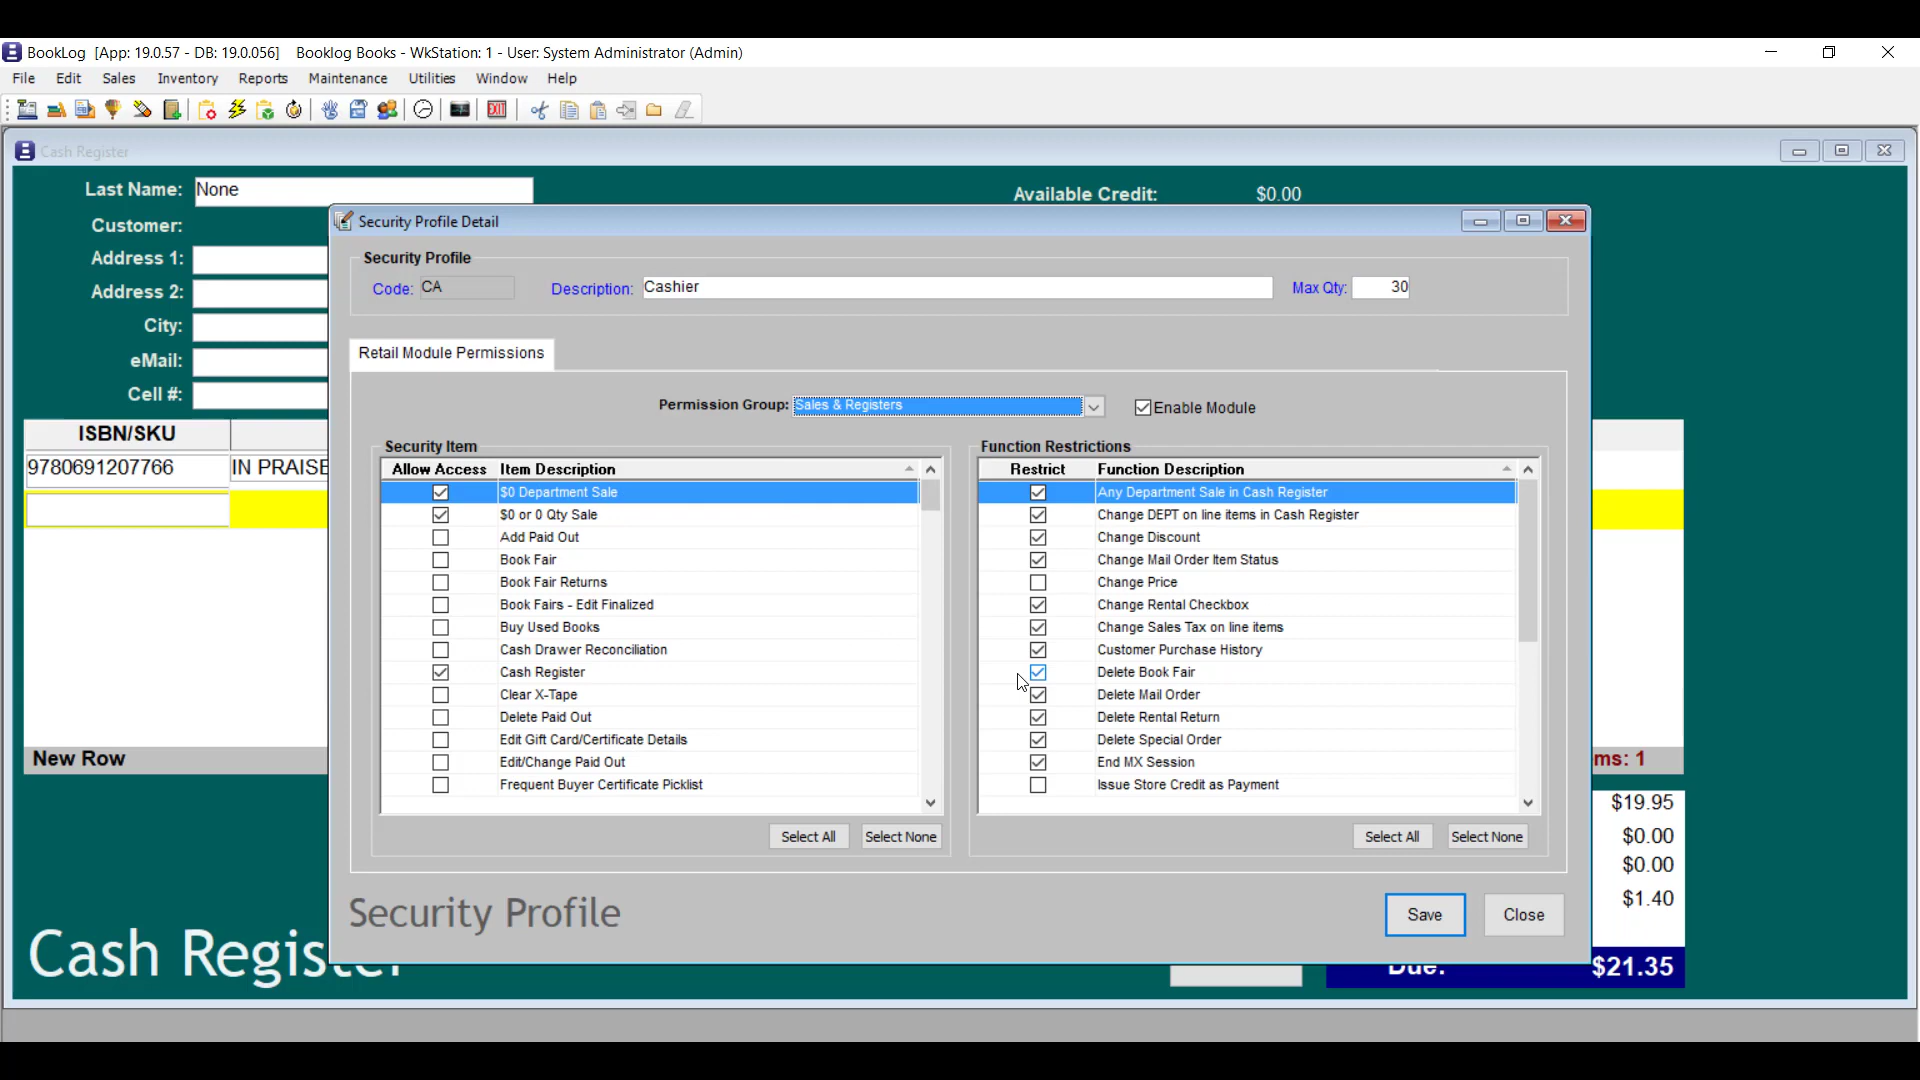 BookLog [App: 19.0.57 - DB: 19.0.056] Booklog Books - WkStation: 1 - User: System Administrator (Admin)
File Edit Sales Inventory Reports Maintenance Utilities Window Help
EXIT
Cash Register
Last Name: None
Available Credit: $0.00
Customer:
Address 1:
Address 2:
City:
eMail:
Cell #:
ISBN/SKU
9780691207766 IN PRAISE
New Row
ms: 1
$19.95
$0.00
$0.00
$1.40
Due: $21.35
Cash Register
Security Profile Detail
Security Profile
Code: CA Description: Cashier Max Qty: 30
Retail Module Permissions
Permission Group: Sales & Registers Enable Module
Security Item
Allow Access Item Description
$0 Department Sale
$0 or 0 Qty Sale
Add Paid Out
Book Fair
Book Fair Returns
Book Fairs - Edit Finalized
Buy Used Books
Cash Drawer Reconciliation
Cash Register
Clear X-Tape
Delete Paid Out
Edit Gift Card/Certificate Details
Edit/Change Paid Out
Frequent Buyer Certificate Picklist
Select All Select None
Function Restrictions
Restrict Function Description
Any Department Sale in Cash Register
Change DEPT on line items in Cash Register
Change Discount
Change Mail Order Item Status
Change Price
Change Rental Checkbox
Change Sales Tax on line items
Customer Purchase History
Delete Book Fair
Delete Mail Order
Delete Rental Return
Delete Special Order
End MX Session
Issue Store Credit as Payment
Select All Select None
Security Profile
Save Close